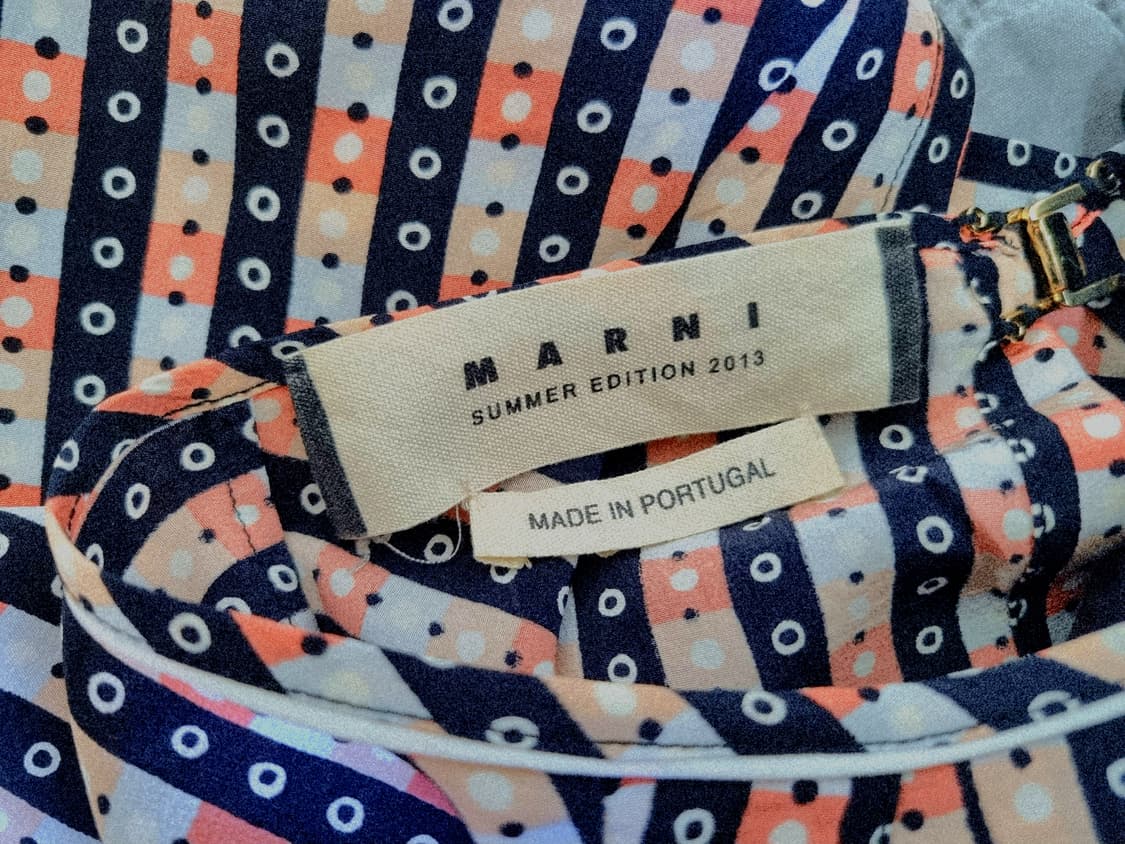 MARNI
SUMMER EDITION 2013
MADE IN PORTUGAL